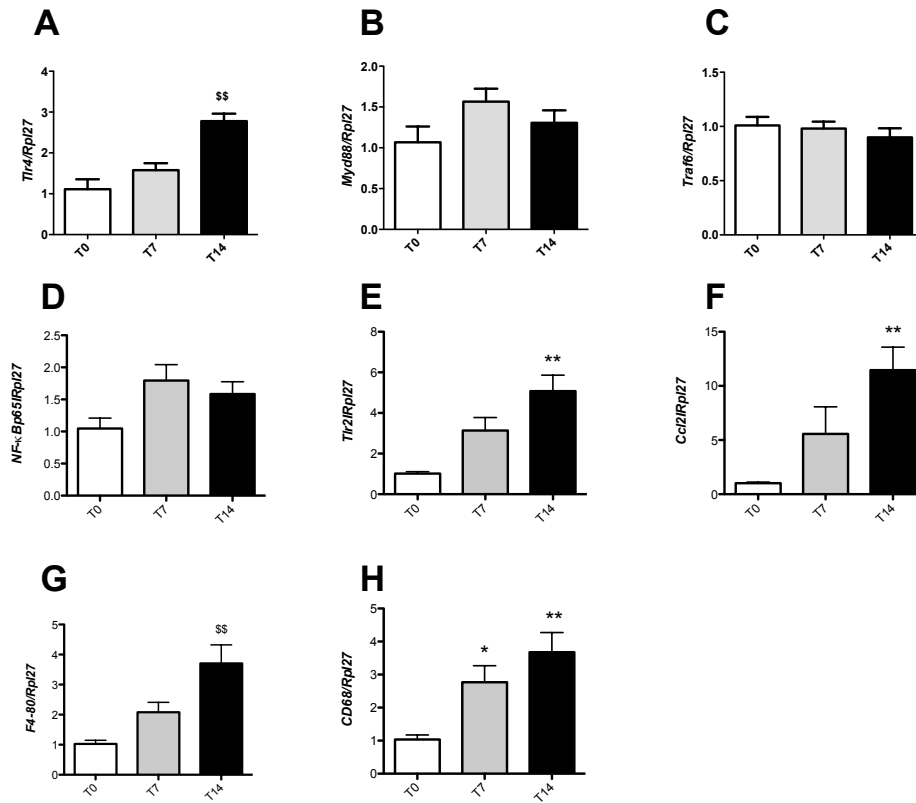 A
Tlr4/Rpl27
4
3
2
1
0
$$
T0
T7
T14
B
Myd88/Rpl27
2.0
1.5
1.0
0.5
0.0
T0
T7
T14
C
Traf6/Rpl27
1.5
1.0
0.5
0.0
T0
T7
T14
D
NF-κBp65/Rpl27
2.5
2.0
1.5
1.0
0.5
0.0
T0
T7
T14
E
Tlr2/Rpl27
8
6
4
2
0
**
T0
T7
T14
F
Ccl2/Rpl27
15
10
5
0
**
T0
T7
T14
G
F4-80/Rpl27
5
4
3
2
1
0
$$
T0
T7
T14
H
CD68/Rpl27
5
4
3
2
1
0
*
**
T0
T7
T14